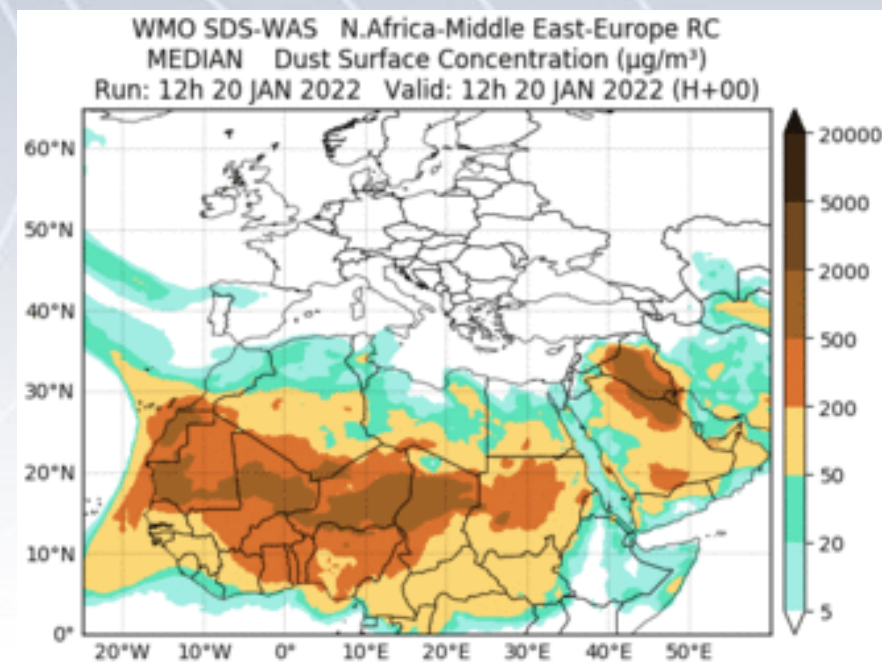 WMO SDS-WAS N.Africa-Middle East-Europe RC
MEDIAN Dust Surface Concentration (µg/m³)
Run: 12h 20 JAN 2022 Valid: 12h 20 JAN 2022 (H+00)
60°N
50°N
40°N
30°N
20°N
10°N
0°
20°W 10°W 0° 10°E 20°E 30°E 40°E 50°E
20000
5000
2000
500
200
50
20
5